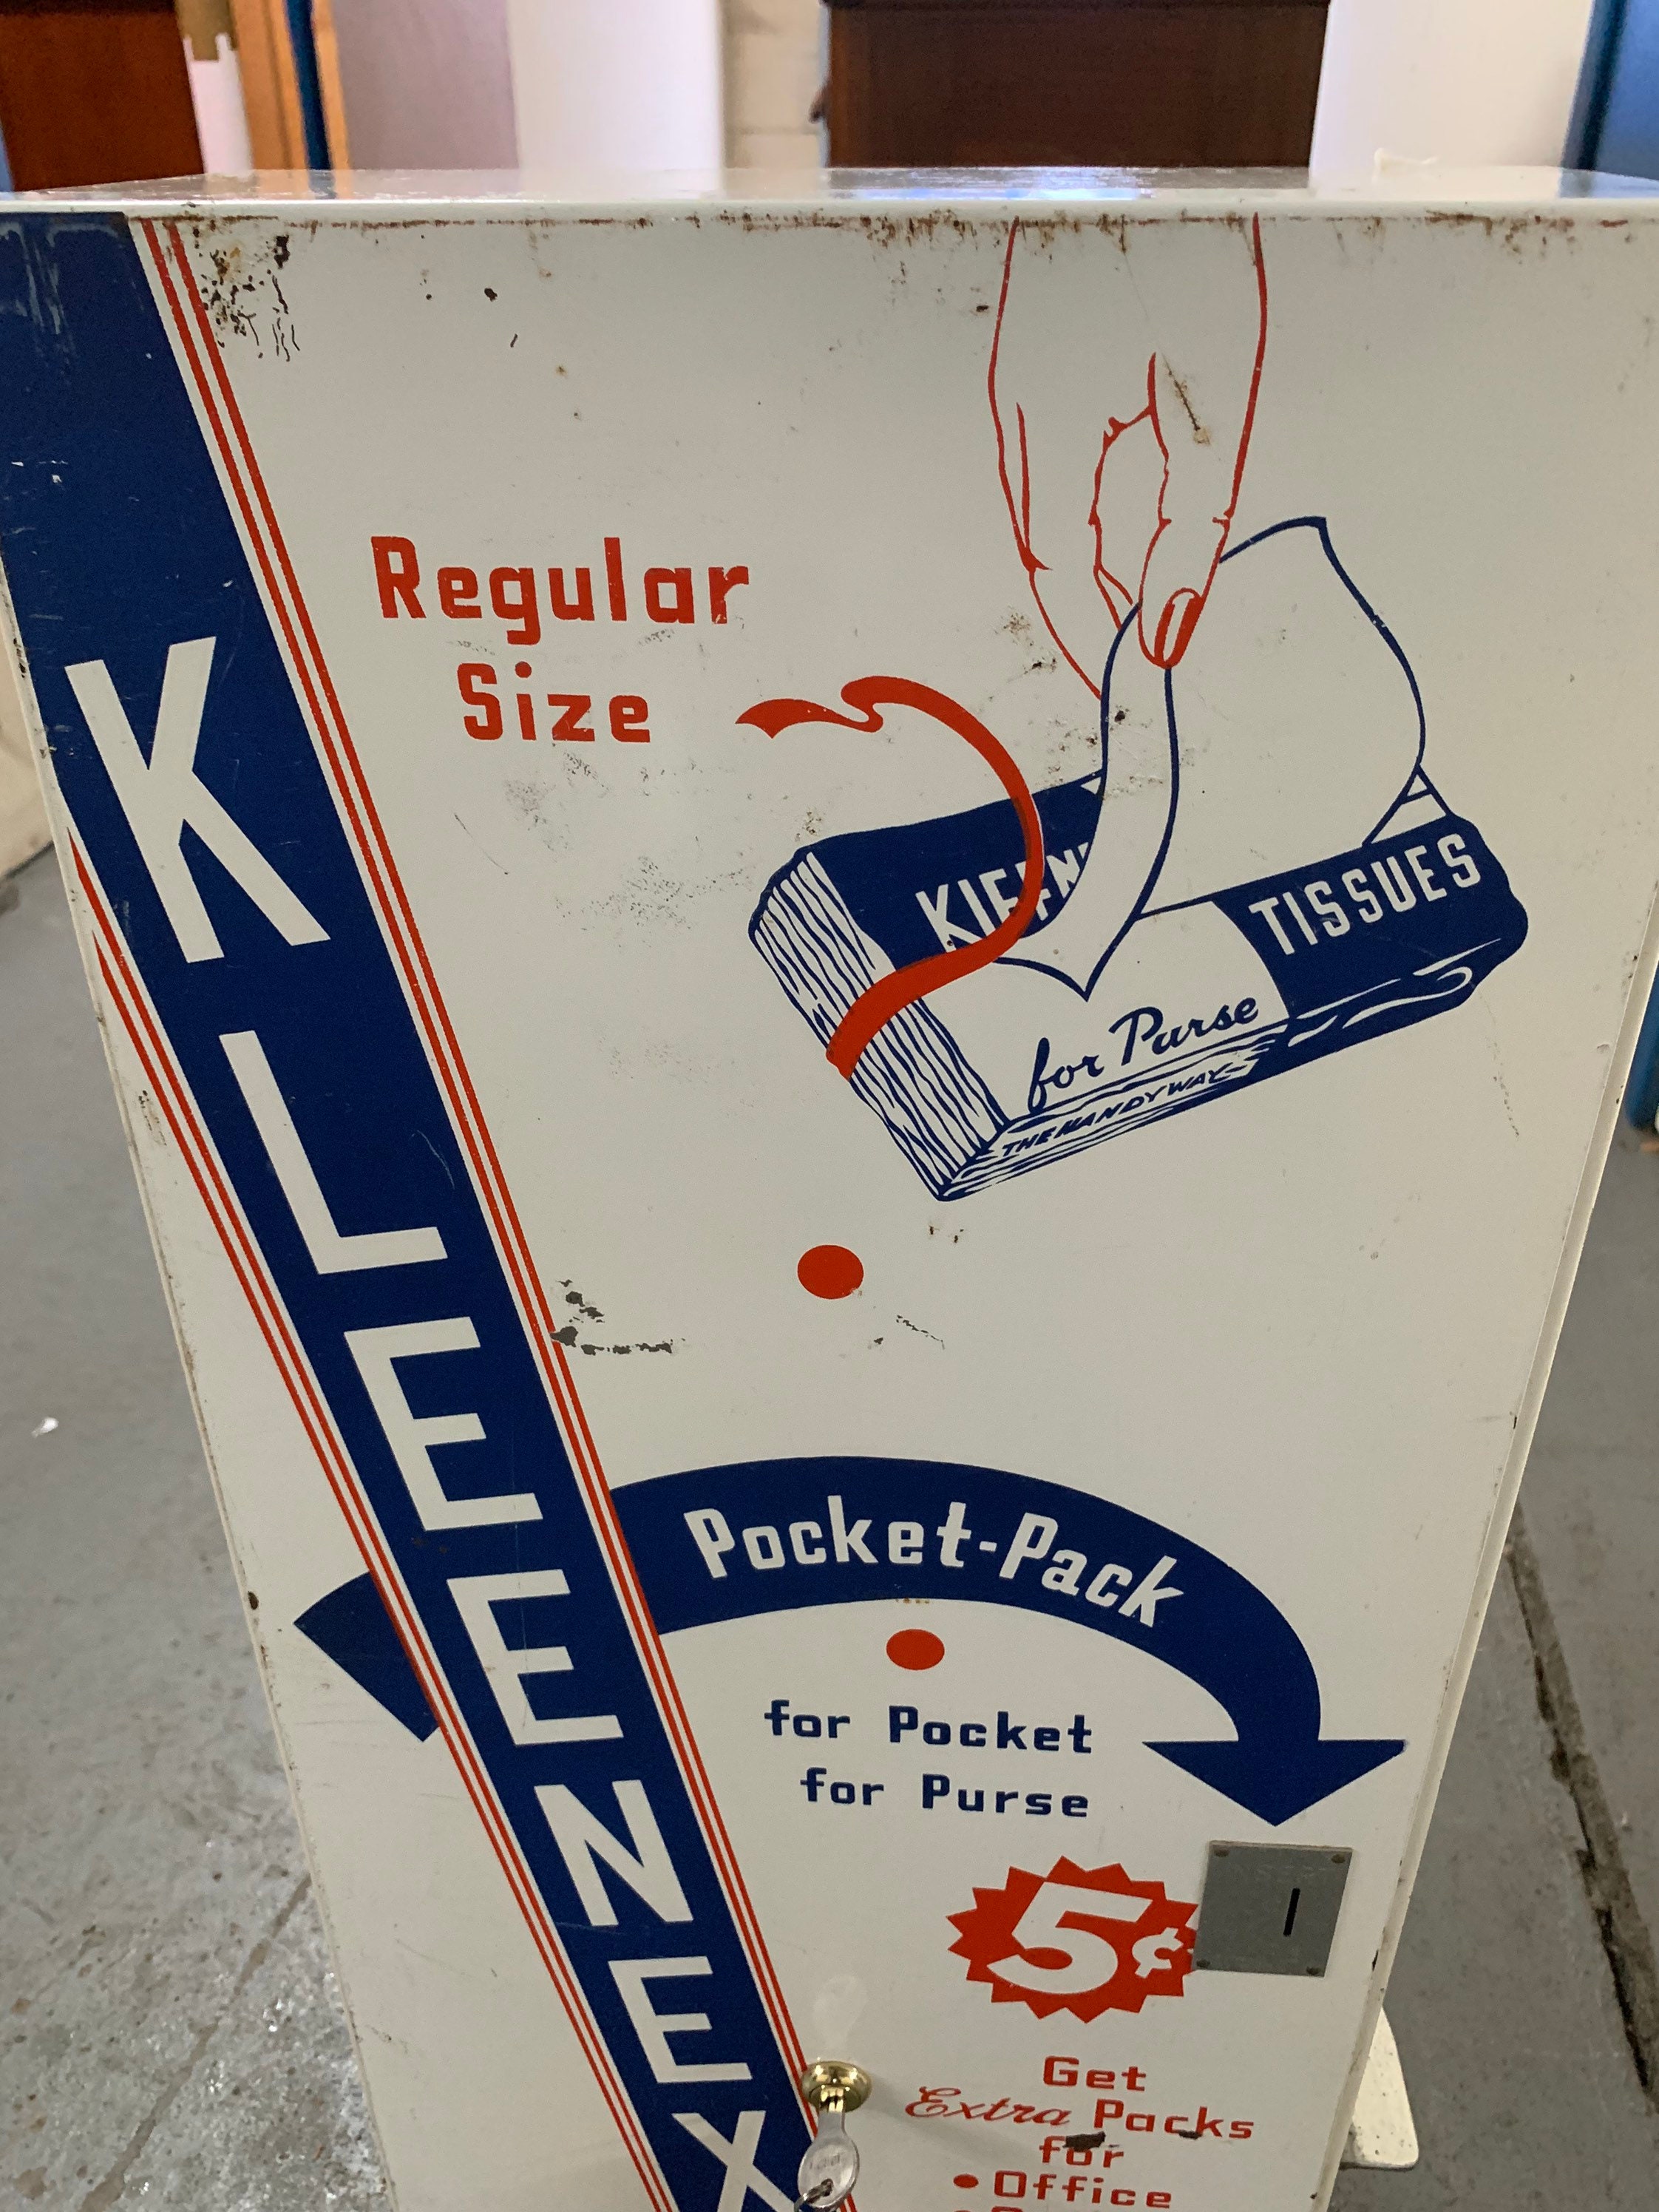 KLEENEX
Regular
Size
KLEEN
TISSUES
for Purse
THE HANDY WAY
Pocket-Pack
for Pocket
for Purse
5¢
Get
Extra Packs
for
• Office